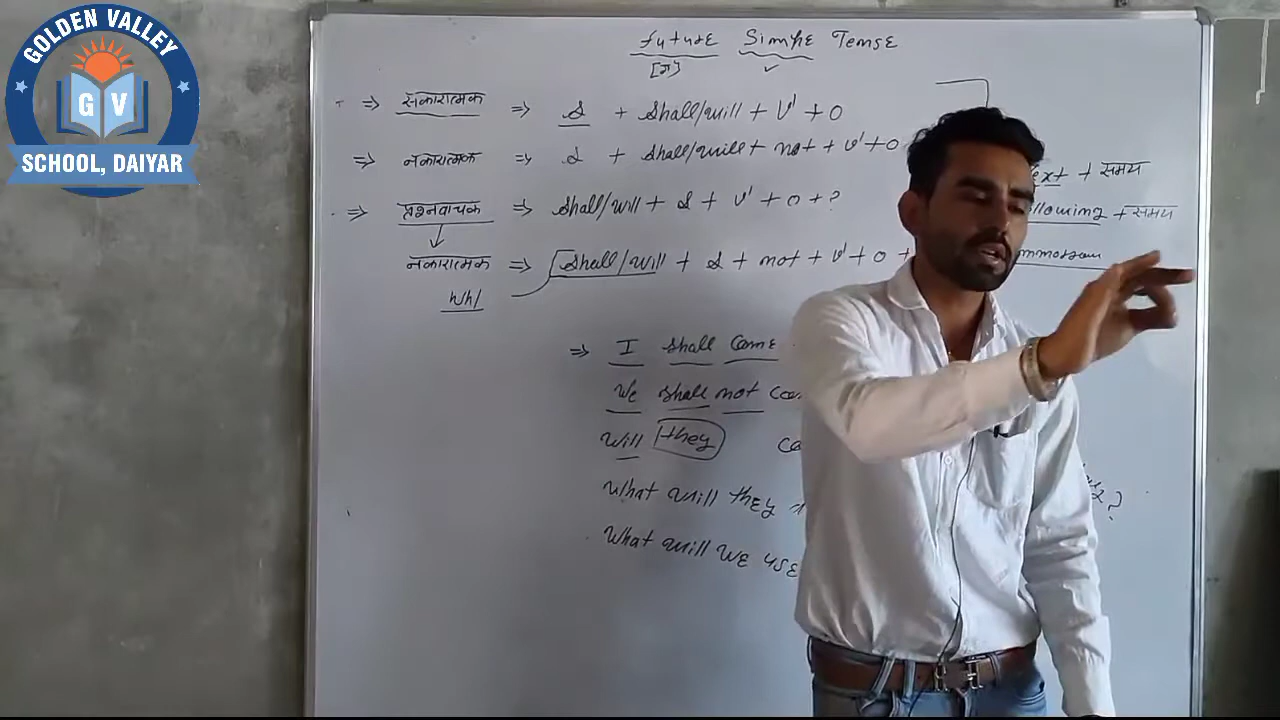 GOLDEN VALLEY
G V
SCHOOL, DAIYAR
Future Simple Tense
⇒ सकारात्मक ⇒ S + Shall/will + V¹ + O
⇒ नकारात्मक ⇒ S + Shall/will + not + V¹ + O
⇒ प्रश्नवाचक ⇒ Shall/will + S + V¹ + O + ?
नकारात्मक ⇒ Shall/will + S + not + V¹ + O +
Wh/
ext + समय
llowing + समय
⇒ I shall come
We shall not
Will they
What will they
?
What will we use